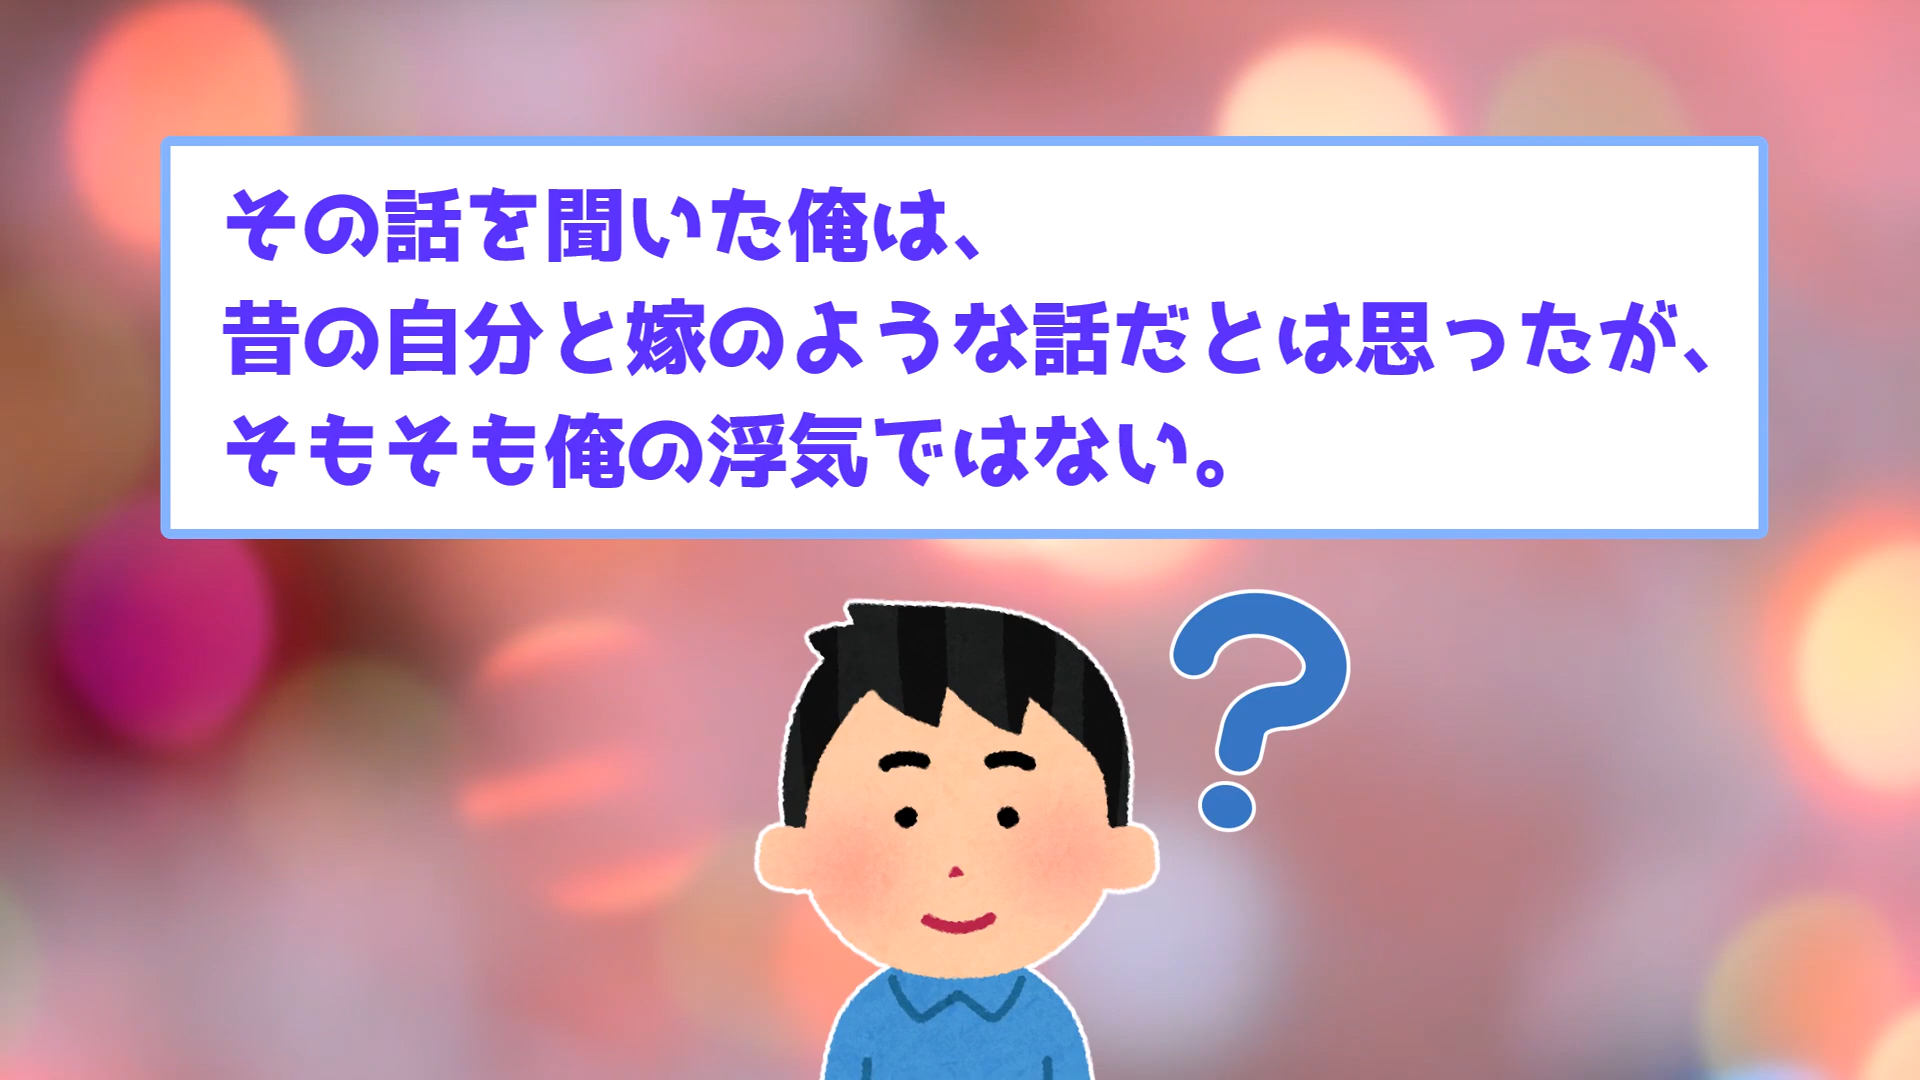 その話を聞いた俺は、
昔の自分と嫁のような話だとは思ったが、
そもそも俺の浮気ではない。
?